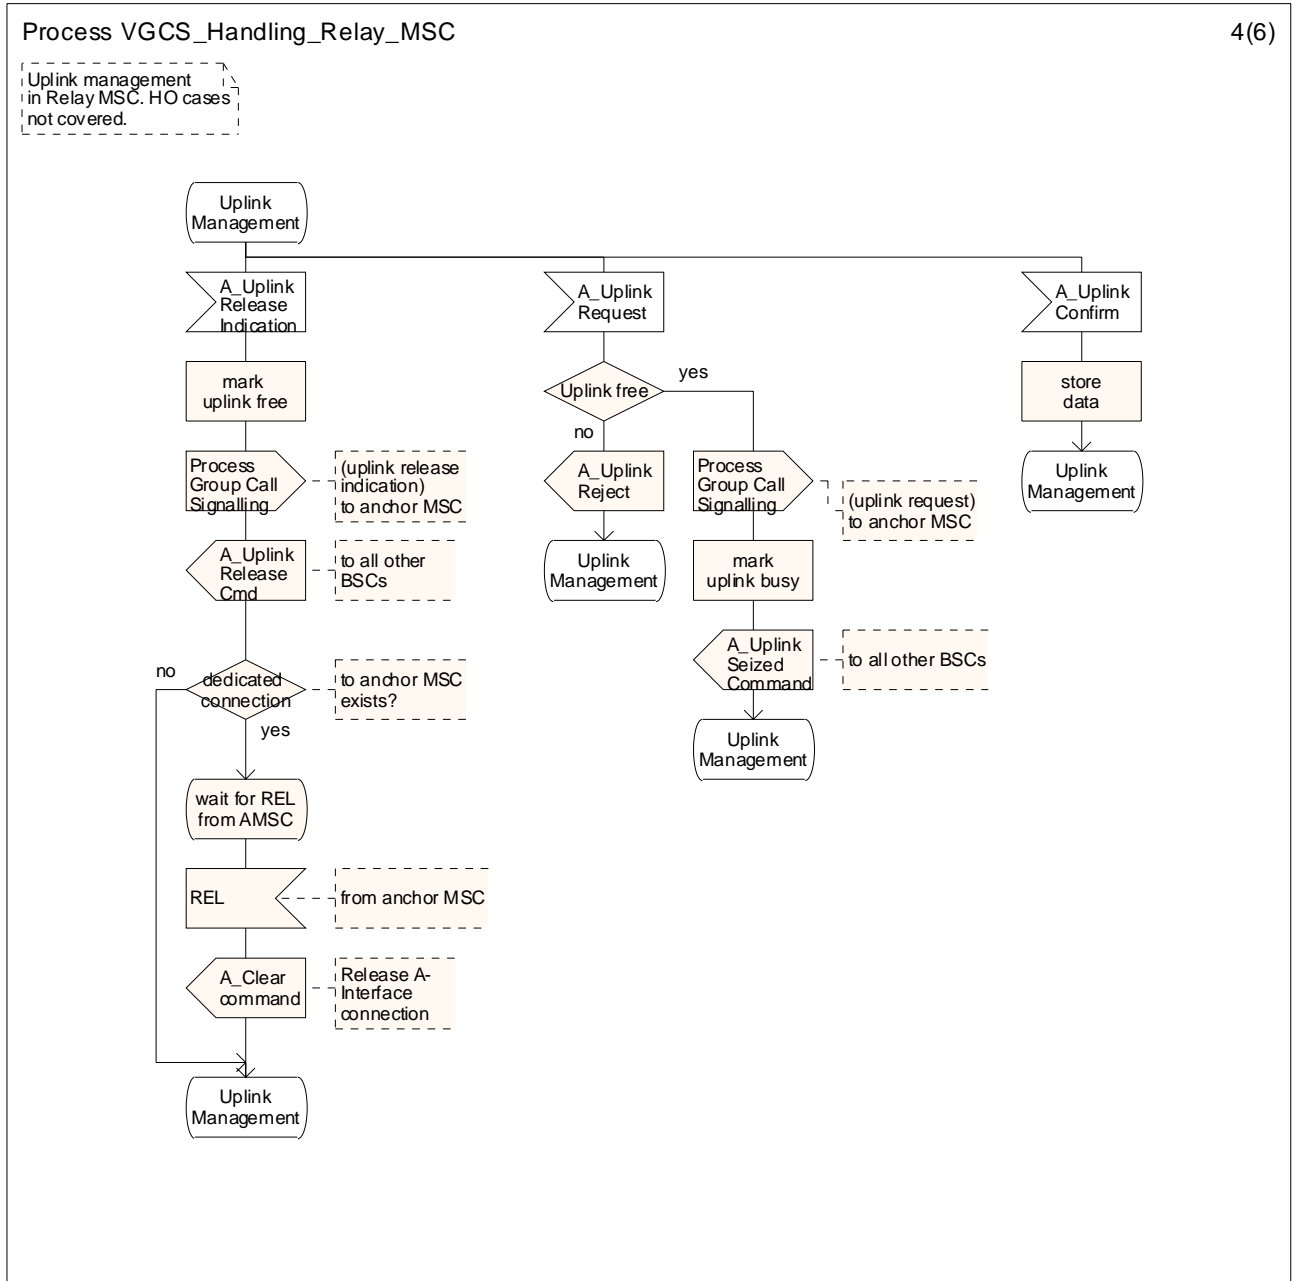 Process VGCS_Handling_Relay_MSC
4(6)
Uplink management
in Relay MSC. HO cases
not covered.
Uplink
Management
A_Uplink
Release
Indication
A_Uplink
Request
A_Uplink
Confirm
mark
uplink free
Uplink free
yes
no
store
data
Process
Group Call
Signalling
(uplink release
indication)
to anchor MSC
A_Uplink
Reject
Process
Group Call
Signalling
(uplink request)
to anchor MSC
Uplink
Management
A_Uplink
Release
Cmd
to all other
BSCs
Uplink
Management
mark
uplink busy
A_Uplink
Seized
Command
to all other BSCs
no
dedicated
connection
to anchor MSC
exists?
yes
Uplink
Management
wait for REL
from AMSC
REL
from anchor MSC
A_Clear
command
Release A-
Interface
connection
Uplink
Management